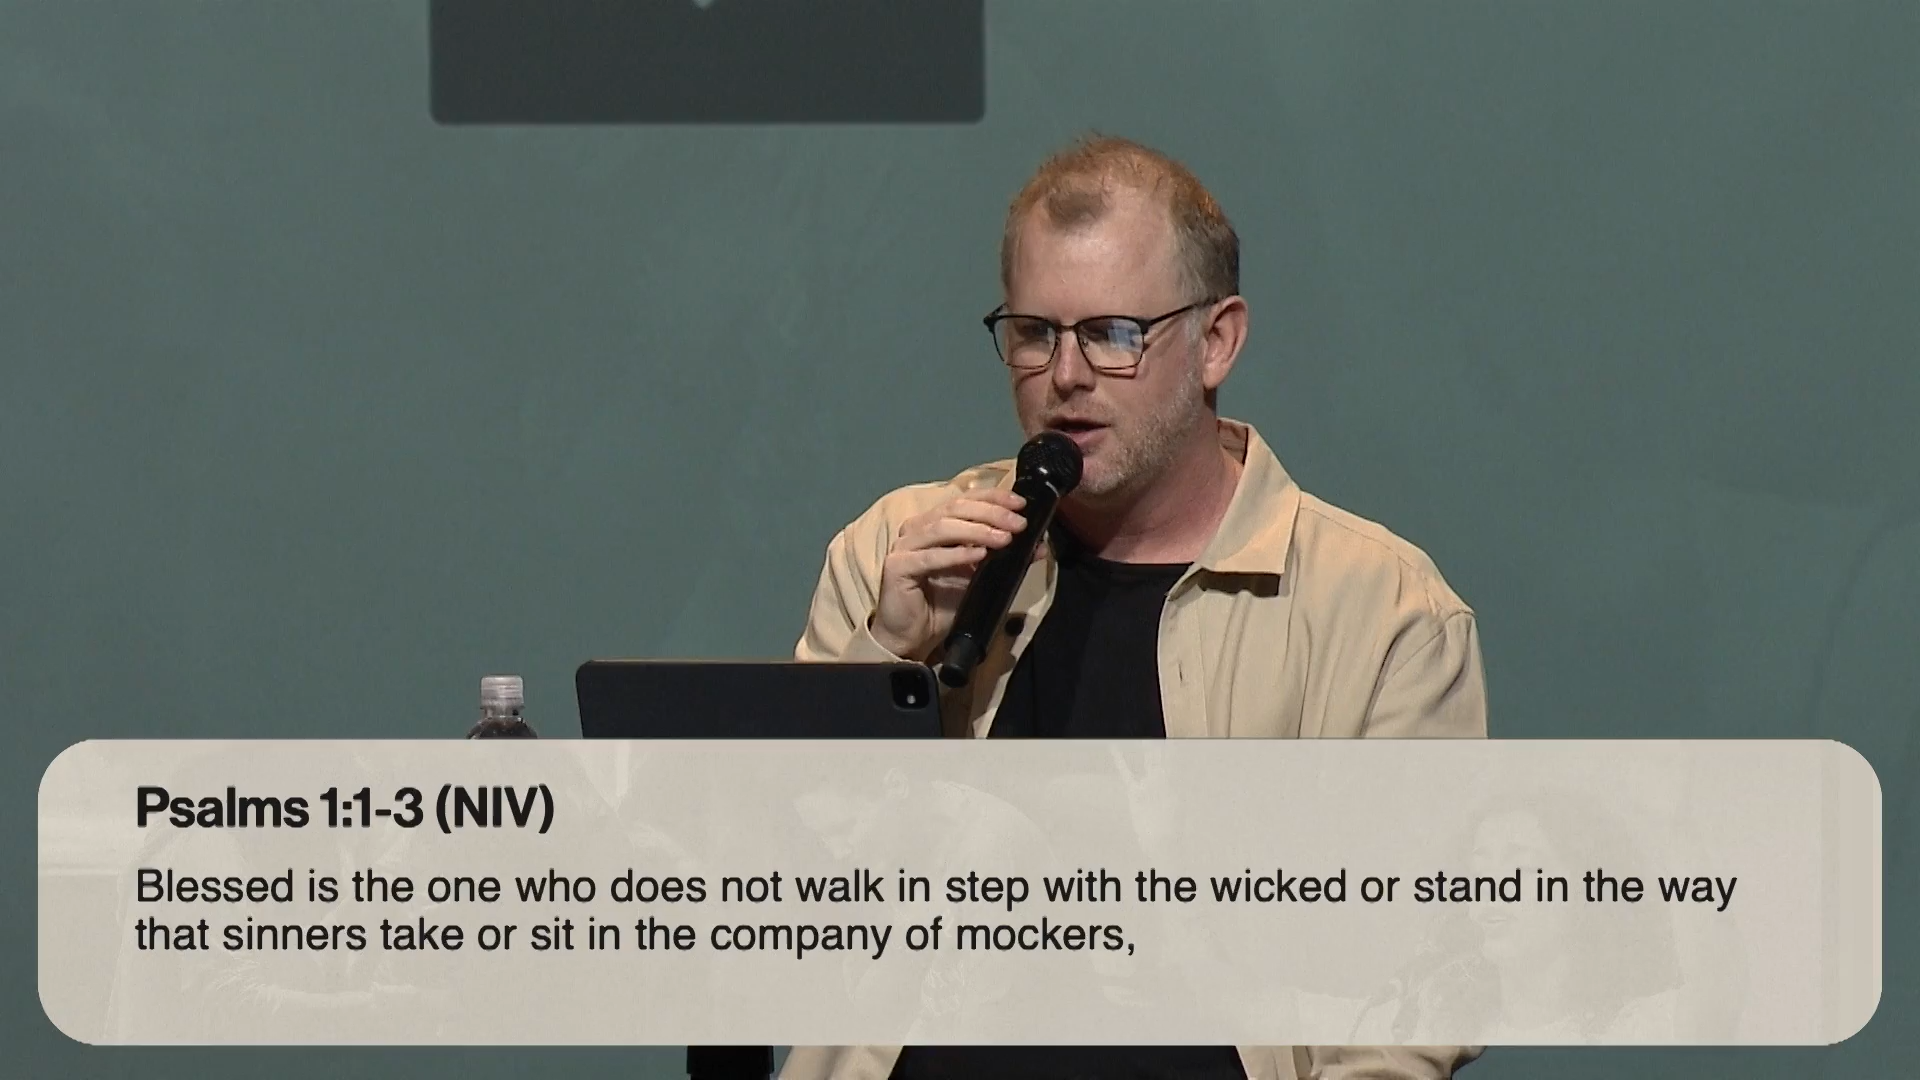 Psalms 1:1-3 (NIV)
Blessed is the one who does not walk in step with the wicked or stand in the way
that sinners take or sit in the company of mockers,